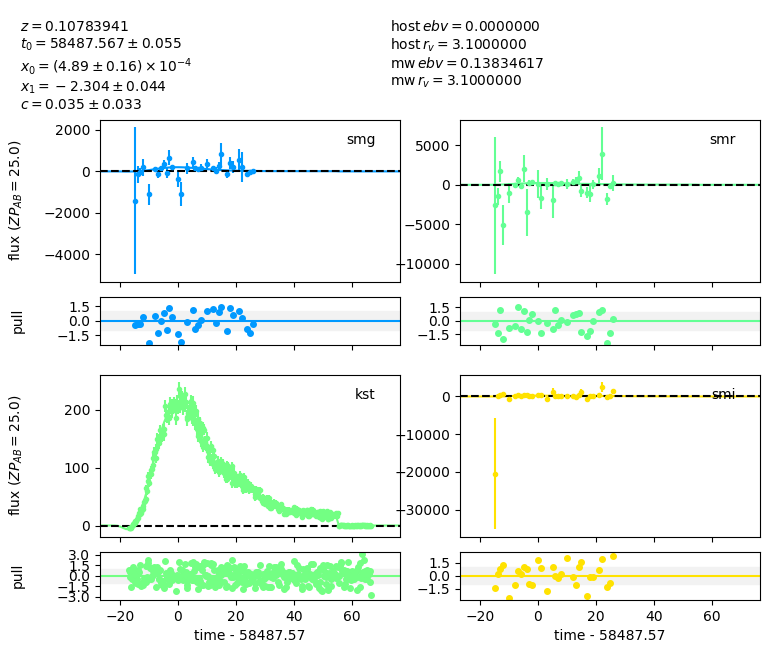 z = 0.10783941
t₀ = 58487.567 ± 0.055
x₀ = (4.89 ± 0.16) × 10⁻⁴
x₁ = −2.304 ± 0.044
c = 0.035 ± 0.033
host ebv = 0.0000000
host r_v = 3.1000000
mw ebv = 0.13834617
mw r_v = 3.1000000
flux (ZP_AB = 25.0)
2000
0
−2000
−4000
smg
5000
0
−5000
−10000
smr
pull
1.5
0.0
−1.5
1.5
0.0
−1.5
flux (ZP_AB = 25.0)
200
100
0
kst
0
−10000
−20000
−30000
smi
pull
3.0
1.5
0.0
−1.5
−3.0
−20 0 20 40 60
time - 58487.57
1.5
0.0
−1.5
−20 0 20 40 60
time - 58487.57